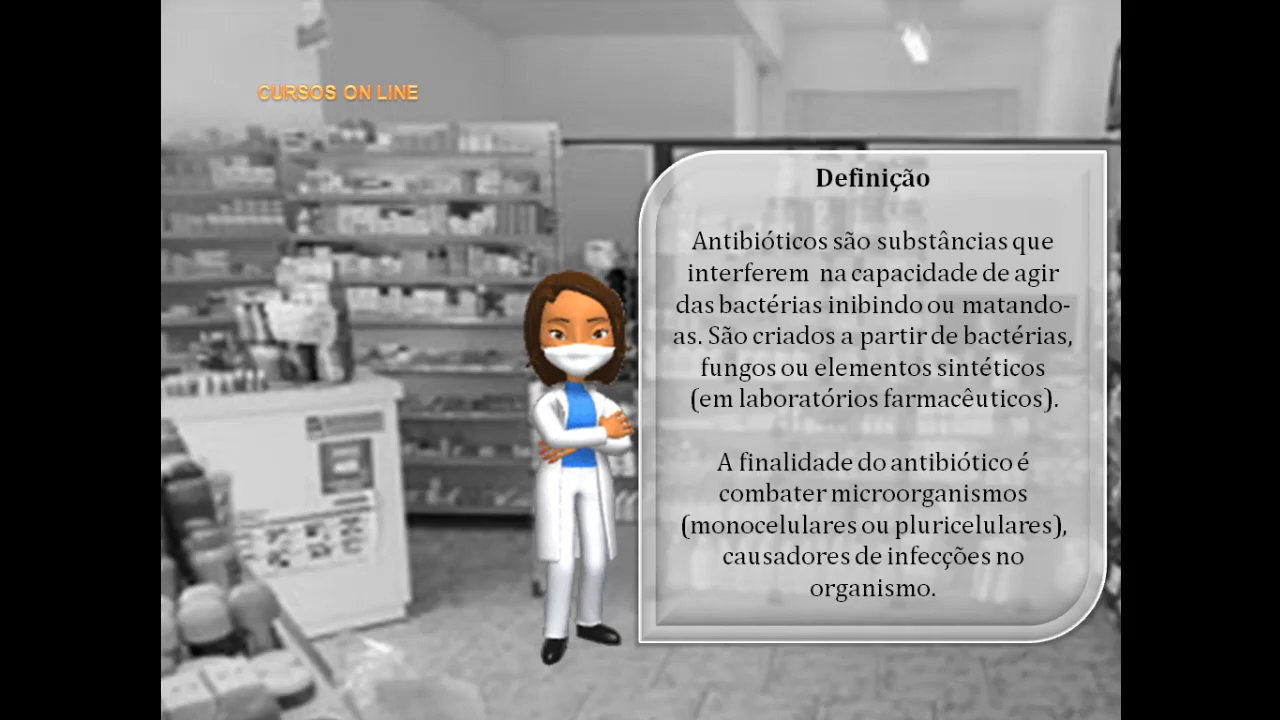 CURSOS ON LINE
Definição
Antibióticos são substâncias que
interferem na capacidade de agir
das bactérias inibindo ou matando-
as. São criados a partir de bactérias,
fungos ou elementos sintéticos
(em laboratórios farmacêuticos).
A finalidade do antibiótico é
combater microorganismos
(monocelulares ou pluricelulares),
causadores de infecções no
organismo.